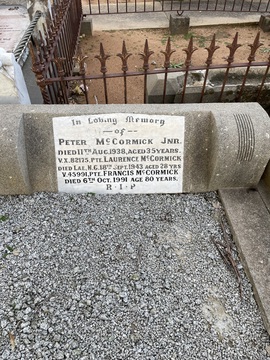 In Loving Memory
– of –
PETER MCCORMICK JNR.
DIED 11TH AUG. 1938, AGED 35 YEARS.
V.X. 82175, PTE. LAURENCE MCCORMICK
DIED LAE, N.G. 18TH SEPT. 1943 AGED 28 YRS
V.45991, PTE. FRANCIS MCCORMICK
DIED 6TH OCT. 1991 AGE 80 YEARS.
R·I·P